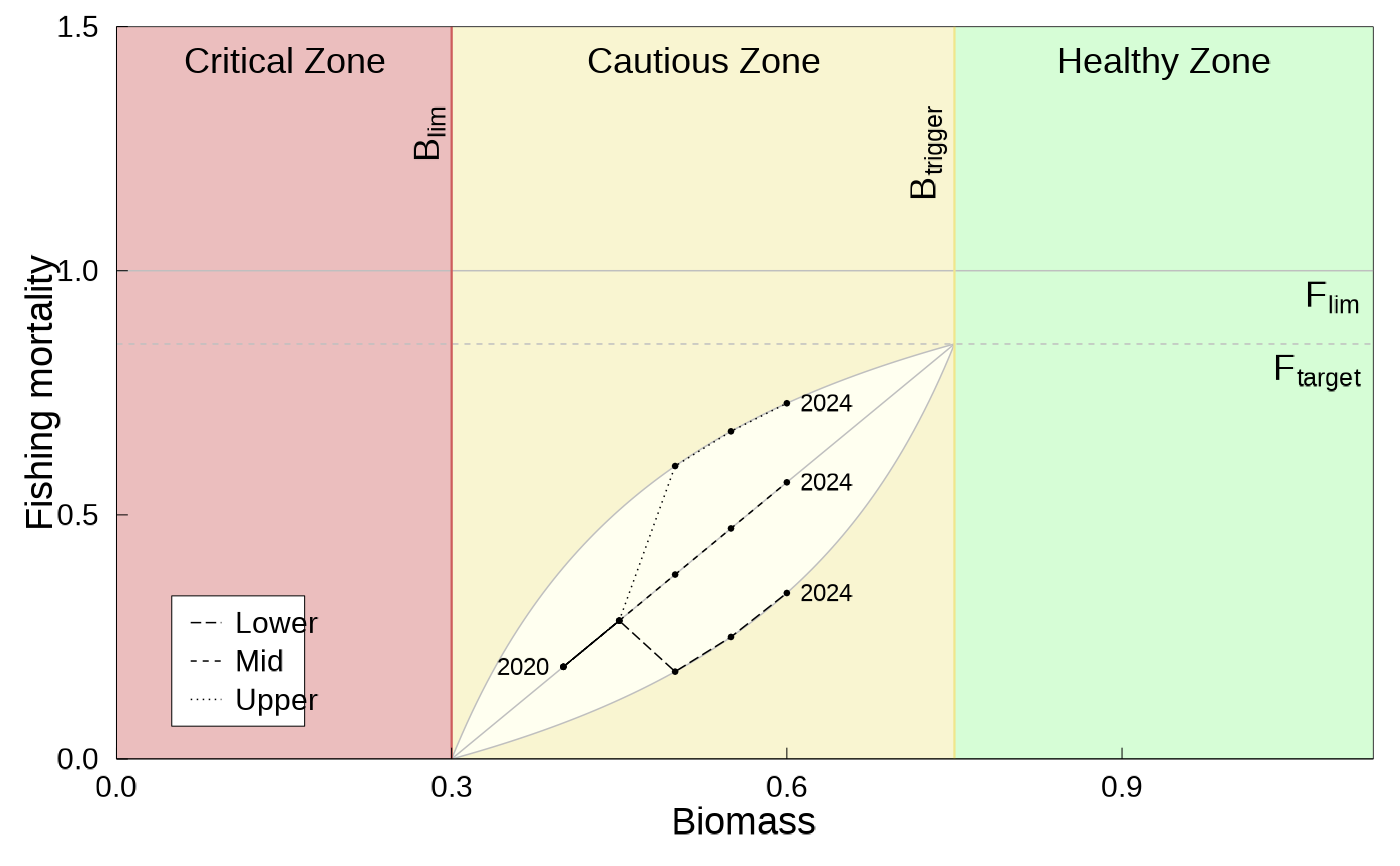 1.5
Critical Zone
Cautious Zone
Healthy Zone
Blim
Btrigger
1.0
Flim
Ftarget
Fishing mortality
2024
2024
0.5
2024
2020
Lower
Mid
Upper
0.0
0.0
0.3
0.6
0.9
Biomass